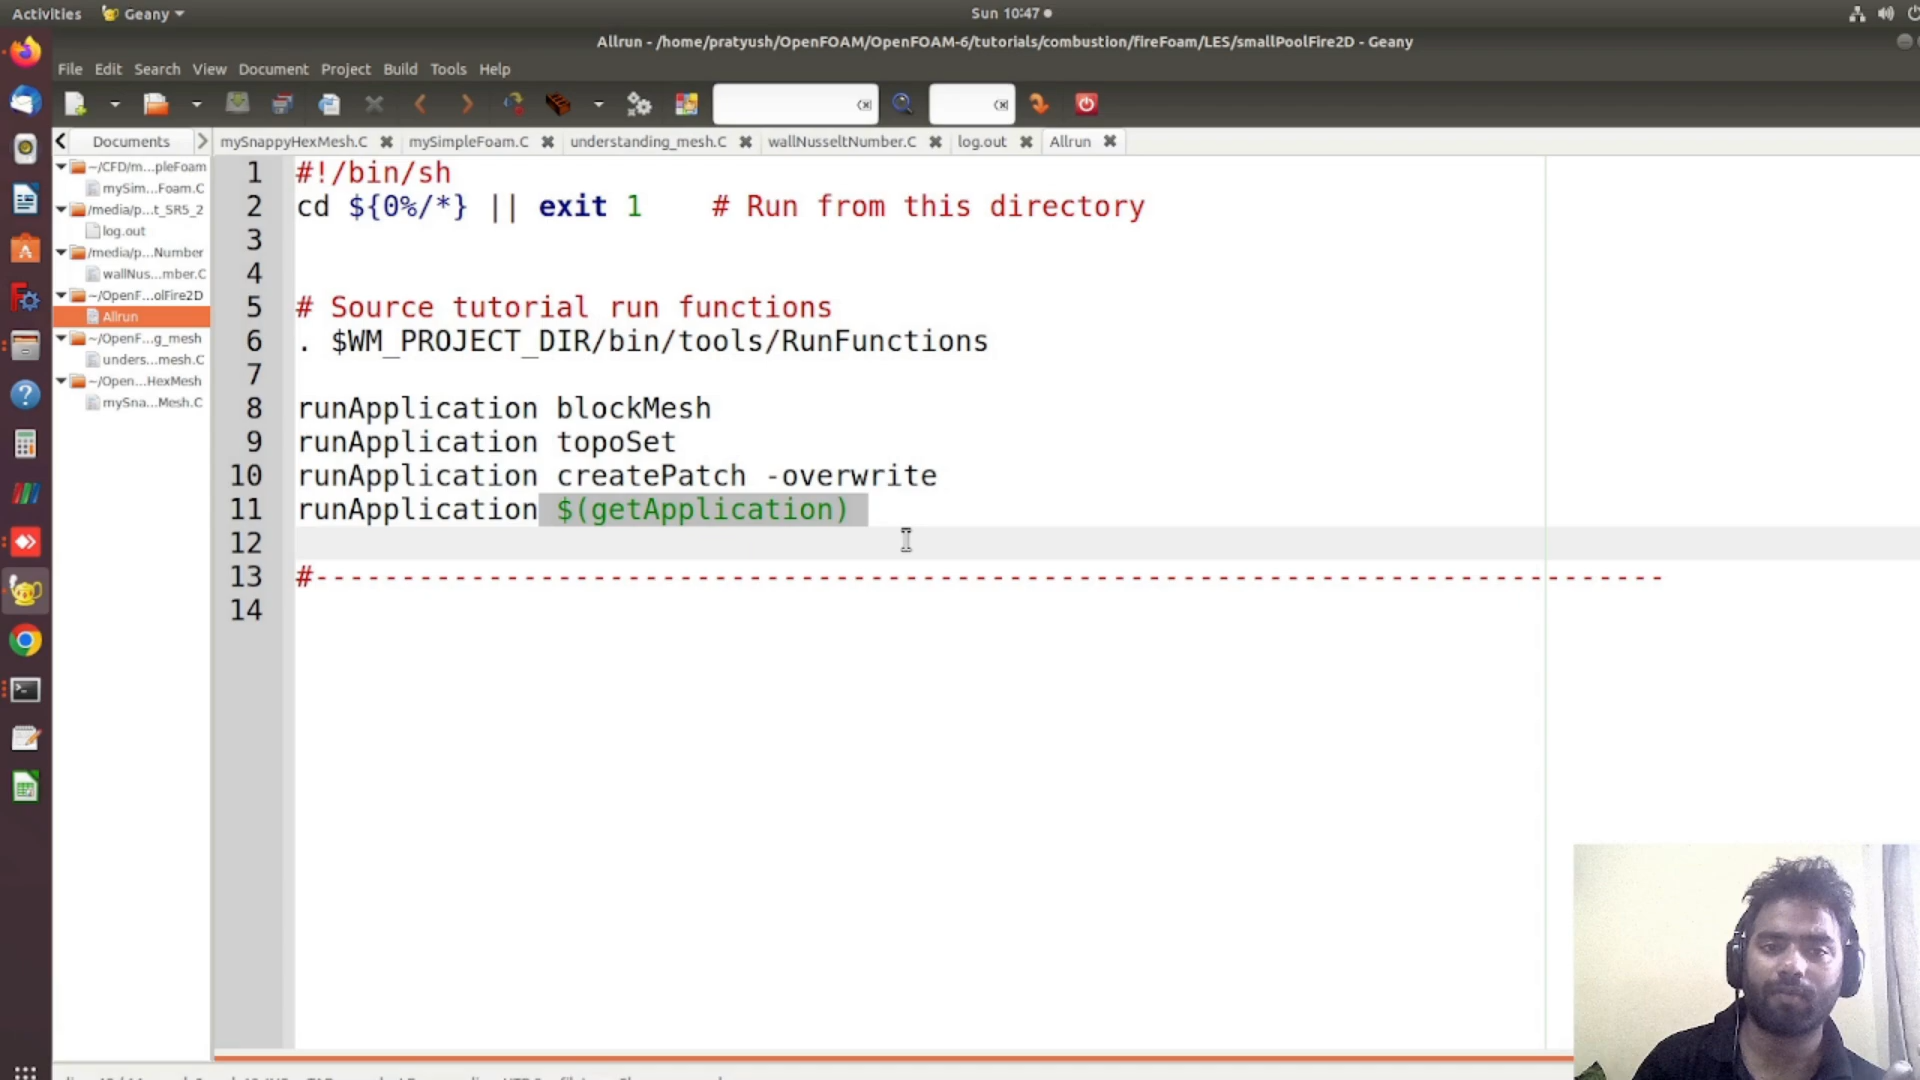 Activities Geany Sun 10:47
Allrun - /home/pratyush/OpenFOAM/OpenFOAM-6/tutorials/combustion/fireFoam/LES/smallPoolFire2D - Geany
File Edit Search View Document Project Build Tools Help
Documents mySnappyHexMesh.C mySimpleFoam.C understanding_mesh.C wallNusseltNumber.C log.out Allrun
~/CFD/m...pleFoam
mySim...Foam.C
/media/p...t_SR5_2
log.out
/media/p...Number
wallNus...mber.C
~/OpenF...olFire2D
Allrun
~/OpenF...g_mesh
unders...mesh.C
~/Open...HexMesh
mySna...Mesh.C
1 #!/bin/sh
2 cd ${0%/*} || exit 1 # Run from this directory
3
4
5 # Source tutorial run functions
6 . $WM_PROJECT_DIR/bin/tools/RunFunctions
7
8 runApplication blockMesh
9 runApplication topoSet
10 runApplication createPatch -overwrite
11 runApplication $(getApplication)
12
13 #------------------------------------------------------------------------------
14